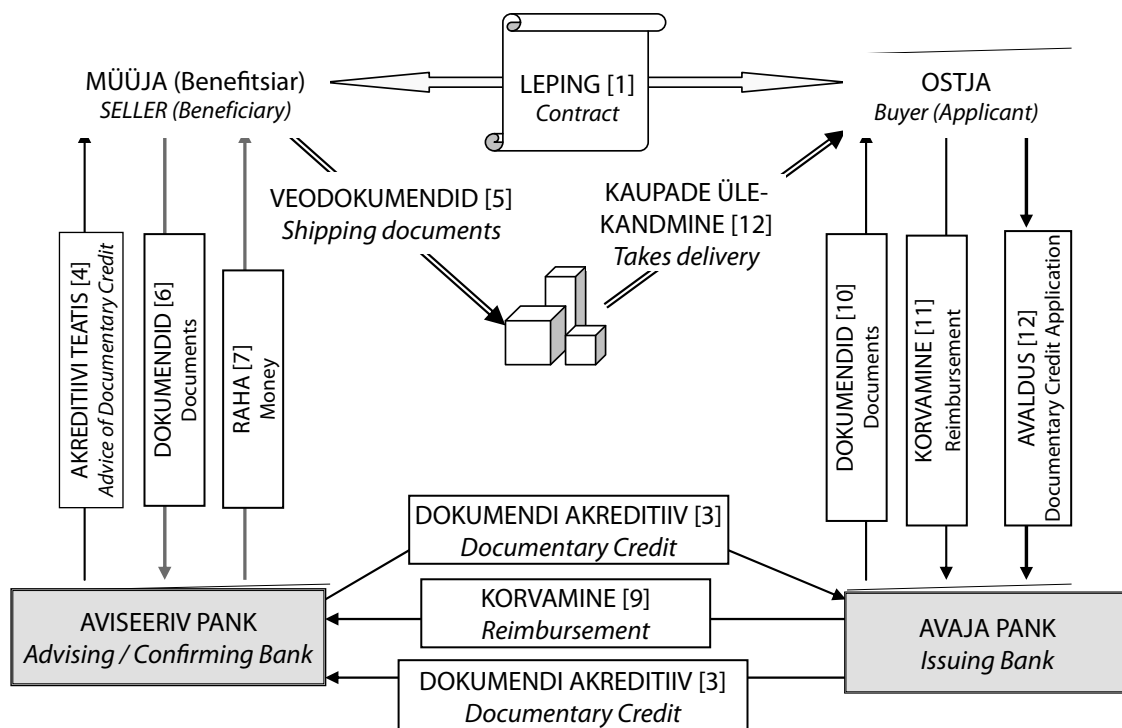 MÜÜJA (Benefitsiar)
SELLER (Beneficiary)
LEPING [1]
Contract
OSTJA
Buyer (Applicant)
VEODOKUMENDID [5]
Shipping documents
KAUPADE ÜLE-
KANDMINE [12]
Takes delivery
AKREDITIIVI TEATIS [4]
Advice of Documentary Credit
DOKUMENDID [6]
Documents
RAHA [7]
Money
DOKUMENDID [10]
Documents
KORVAMINE [11]
Reimbursement
AVALDUS [12]
Documentary Credit Application
DOKUMENDI AKREDITIIV [3]
Documentary Credit
KORVAMINE [9]
Reimbursement
DOKUMENDI AKREDITIIV [3]
Documentary Credit
AVISEERIV PANK
Advising / Confirming Bank
AVAJA PANK
Issuing Bank